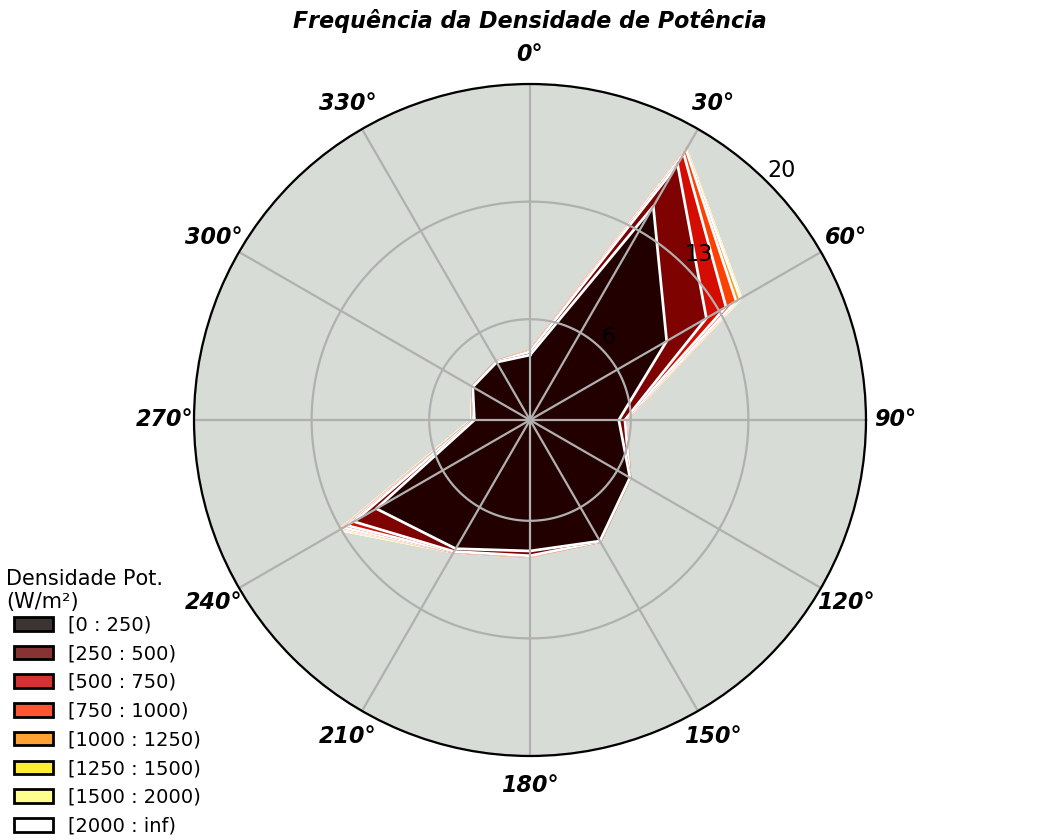 Frequência da Densidade de Potência
0°
330°
30°
20
300°
60°
13
6
270°
90°
240°
120°
210°
150°
180°
Densidade Pot.
(W/m²)
[0 : 250)
[250 : 500)
[500 : 750)
[750 : 1000)
[1000 : 1250)
[1250 : 1500)
[1500 : 2000)
[2000 : inf)